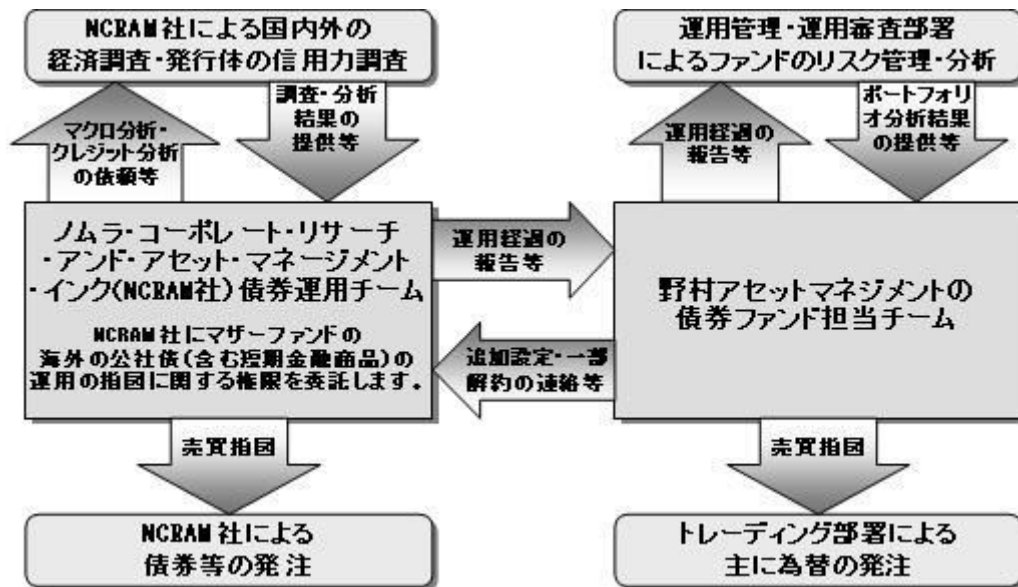 NCRAM社による国内外の
経済調査・発行体の信用力調査
運用管理・運用審査部署
によるファンドのリスク管理・分析
マクロ分析・
クレジット分析
の依頼等
調査・分析
結果の
提供等
運用経過の
報告等
ポートフォリ
オ分析結果
の提供等
ノムラ・コーポレート・リサーチ
・アンド・アセット・マネージメント
・インク(NCRAM社)債券運用チーム
NCRAM社にマザーファンドの
海外の公社債(含む短期金融商品)の
運用の指図に関する権限を委託します。
運用経過の
報告等
追加設定・一部
解約の連絡等
野村アセットマネジメントの
債券ファンド担当チーム
売買指図
売買指図
NCRAM社による
債券等の発注
トレーディング部署による
主に為替の発注